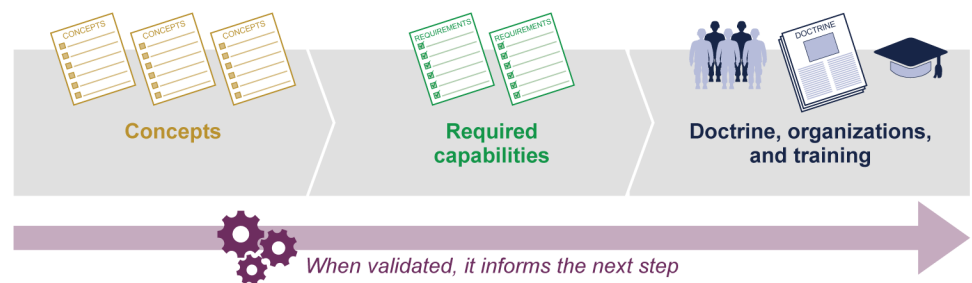 CONCEPTS
CONCEPTS
CONCEPTS
REQUIREMENTS
REQUIREMENTS
DOCTRINE
Concepts
Required
capabilities
Doctrine, organizations,
and training
When validated, it informs the next step